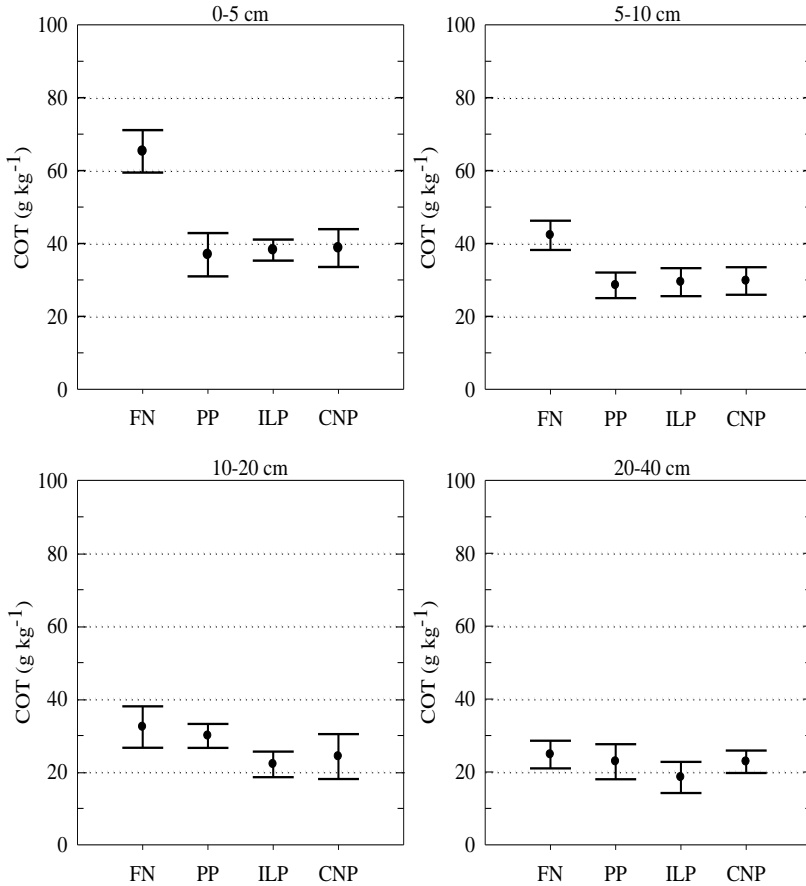 0-5 cm
100
80
60
40
20
0
COT (g kg⁻¹)
FN PP ILP CNP
5-10 cm
100
80
60
40
20
0
COT (g kg⁻¹)
FN PP ILP CNP
10-20 cm
100
80
60
40
20
0
COT (g kg⁻¹)
FN PP ILP CNP
20-40 cm
100
80
60
40
20
0
COT (g kg⁻¹)
FN PP ILP CNP